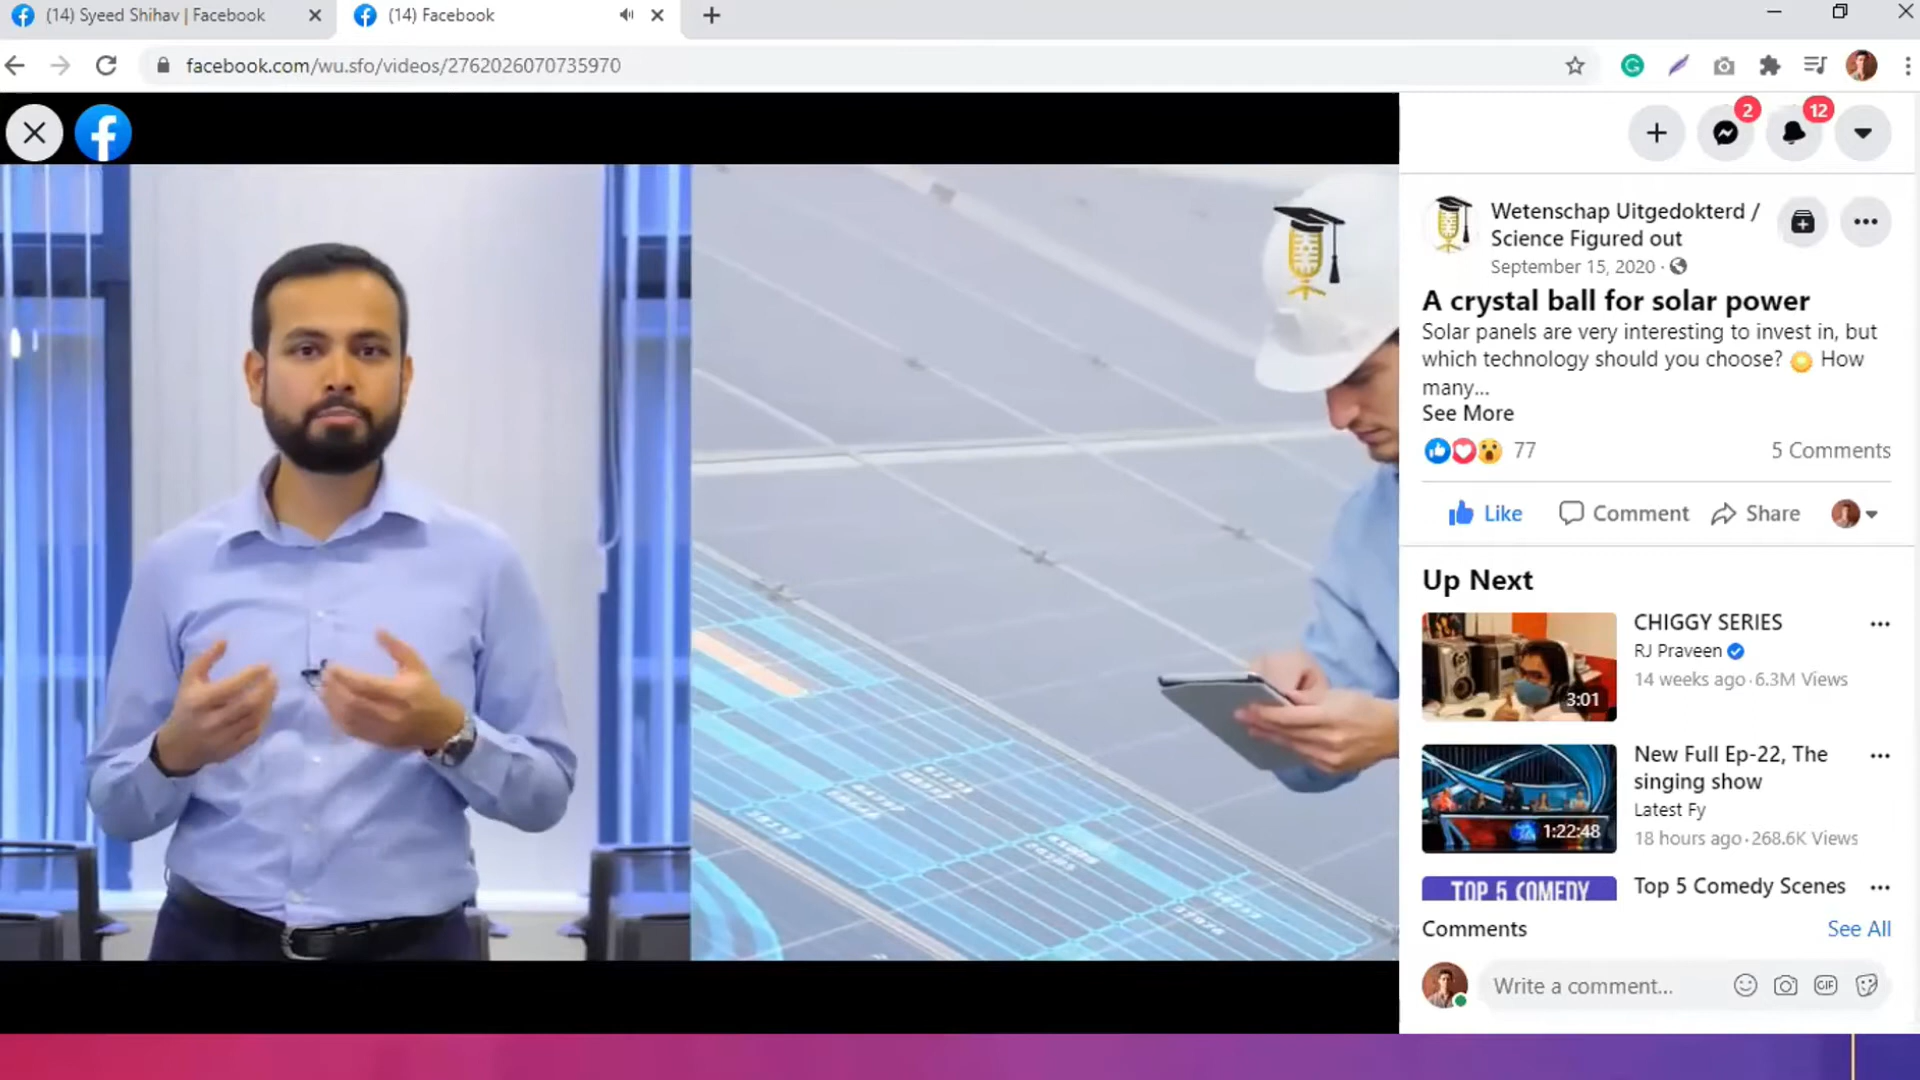 (14) Syeed Shihav | Facebook
(14) Facebook
facebook.com/wu.sfo/videos/2762026070735970
2
12
Wetenschap Uitgedokterd /
Science Figured out
September 15, 2020 ·
A crystal ball for solar power
Solar panels are very interesting to invest in, but
which technology should you choose? How
many...
See More
77
5 Comments
Like
Comment
Share
Up Next
CHIGGY SERIES
RJ Praveen
14 weeks ago · 6.3M Views
3:01
New Full Ep-22, The
singing show
Latest Fy
18 hours ago · 268.6K Views
1:22:48
TOP 5 COMEDY
Top 5 Comedy Scenes
Comments
See All
Write a comment...
GIF